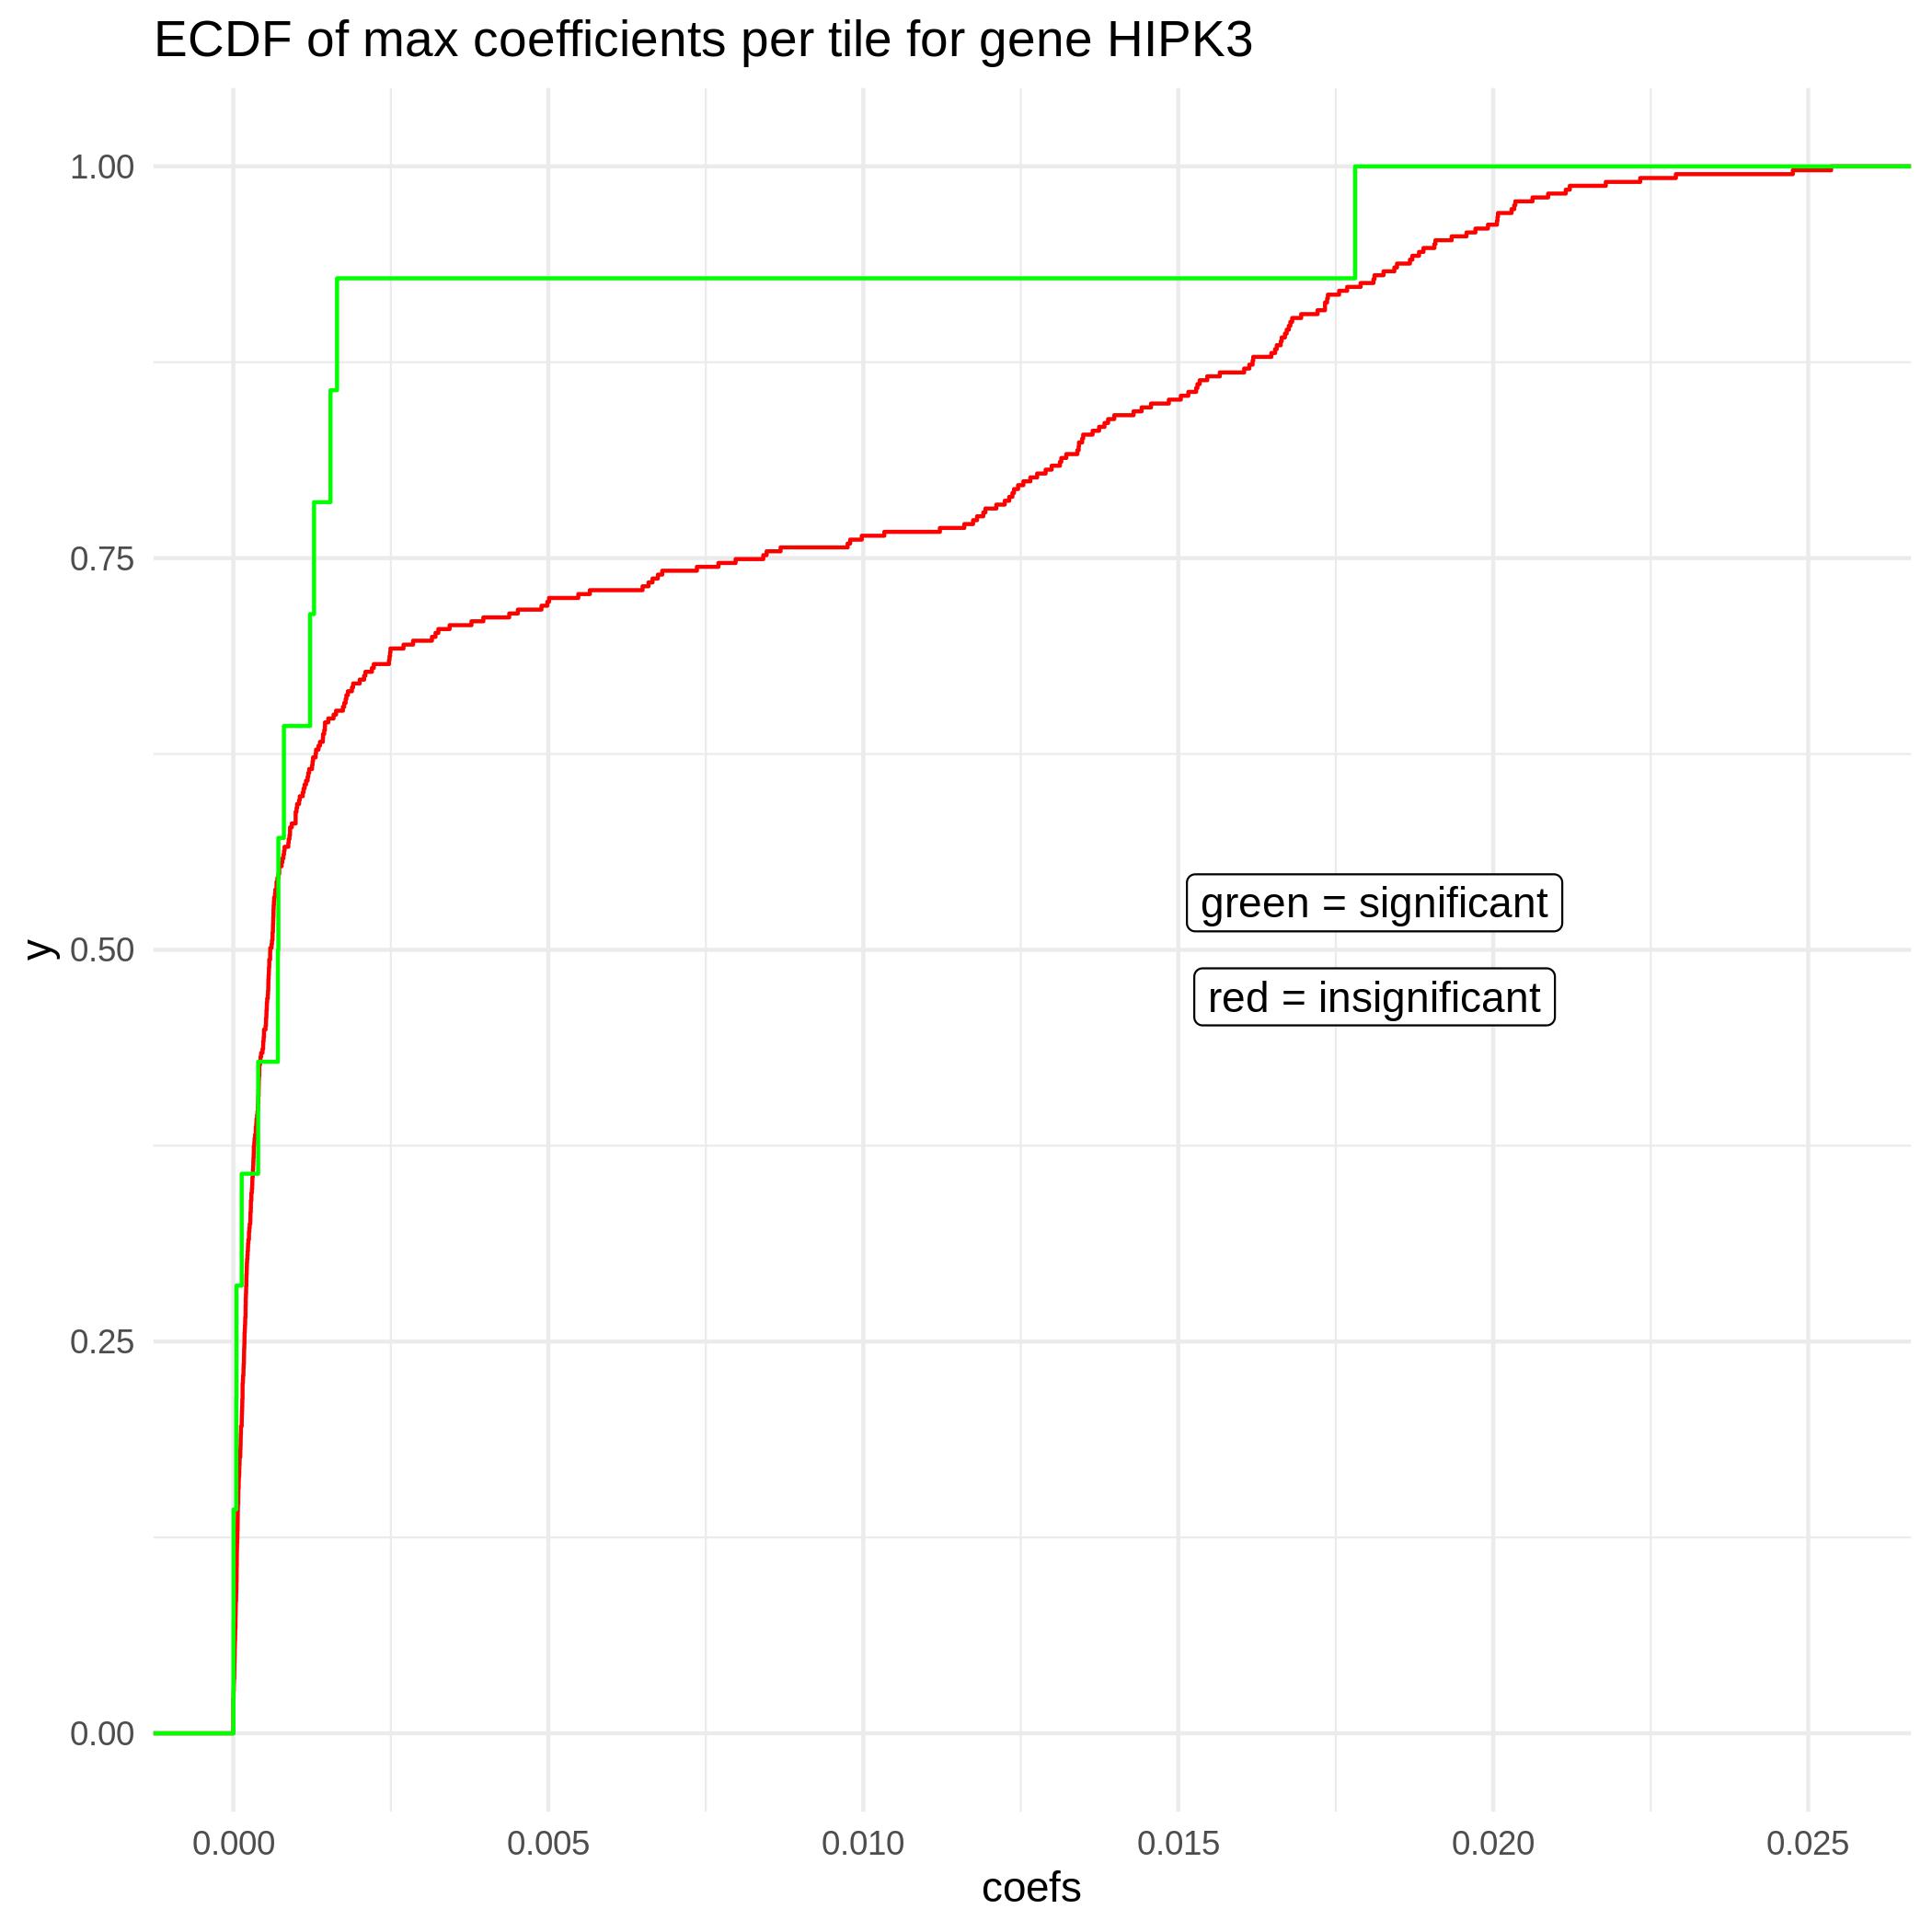 ECDF of max coefficients per tile for gene HIPK3
1.00
0.75
0.50
0.25
0.00
y
green = significant
red = insignificant
0.000 0.005 0.010 0.015 0.020 0.025
coefs